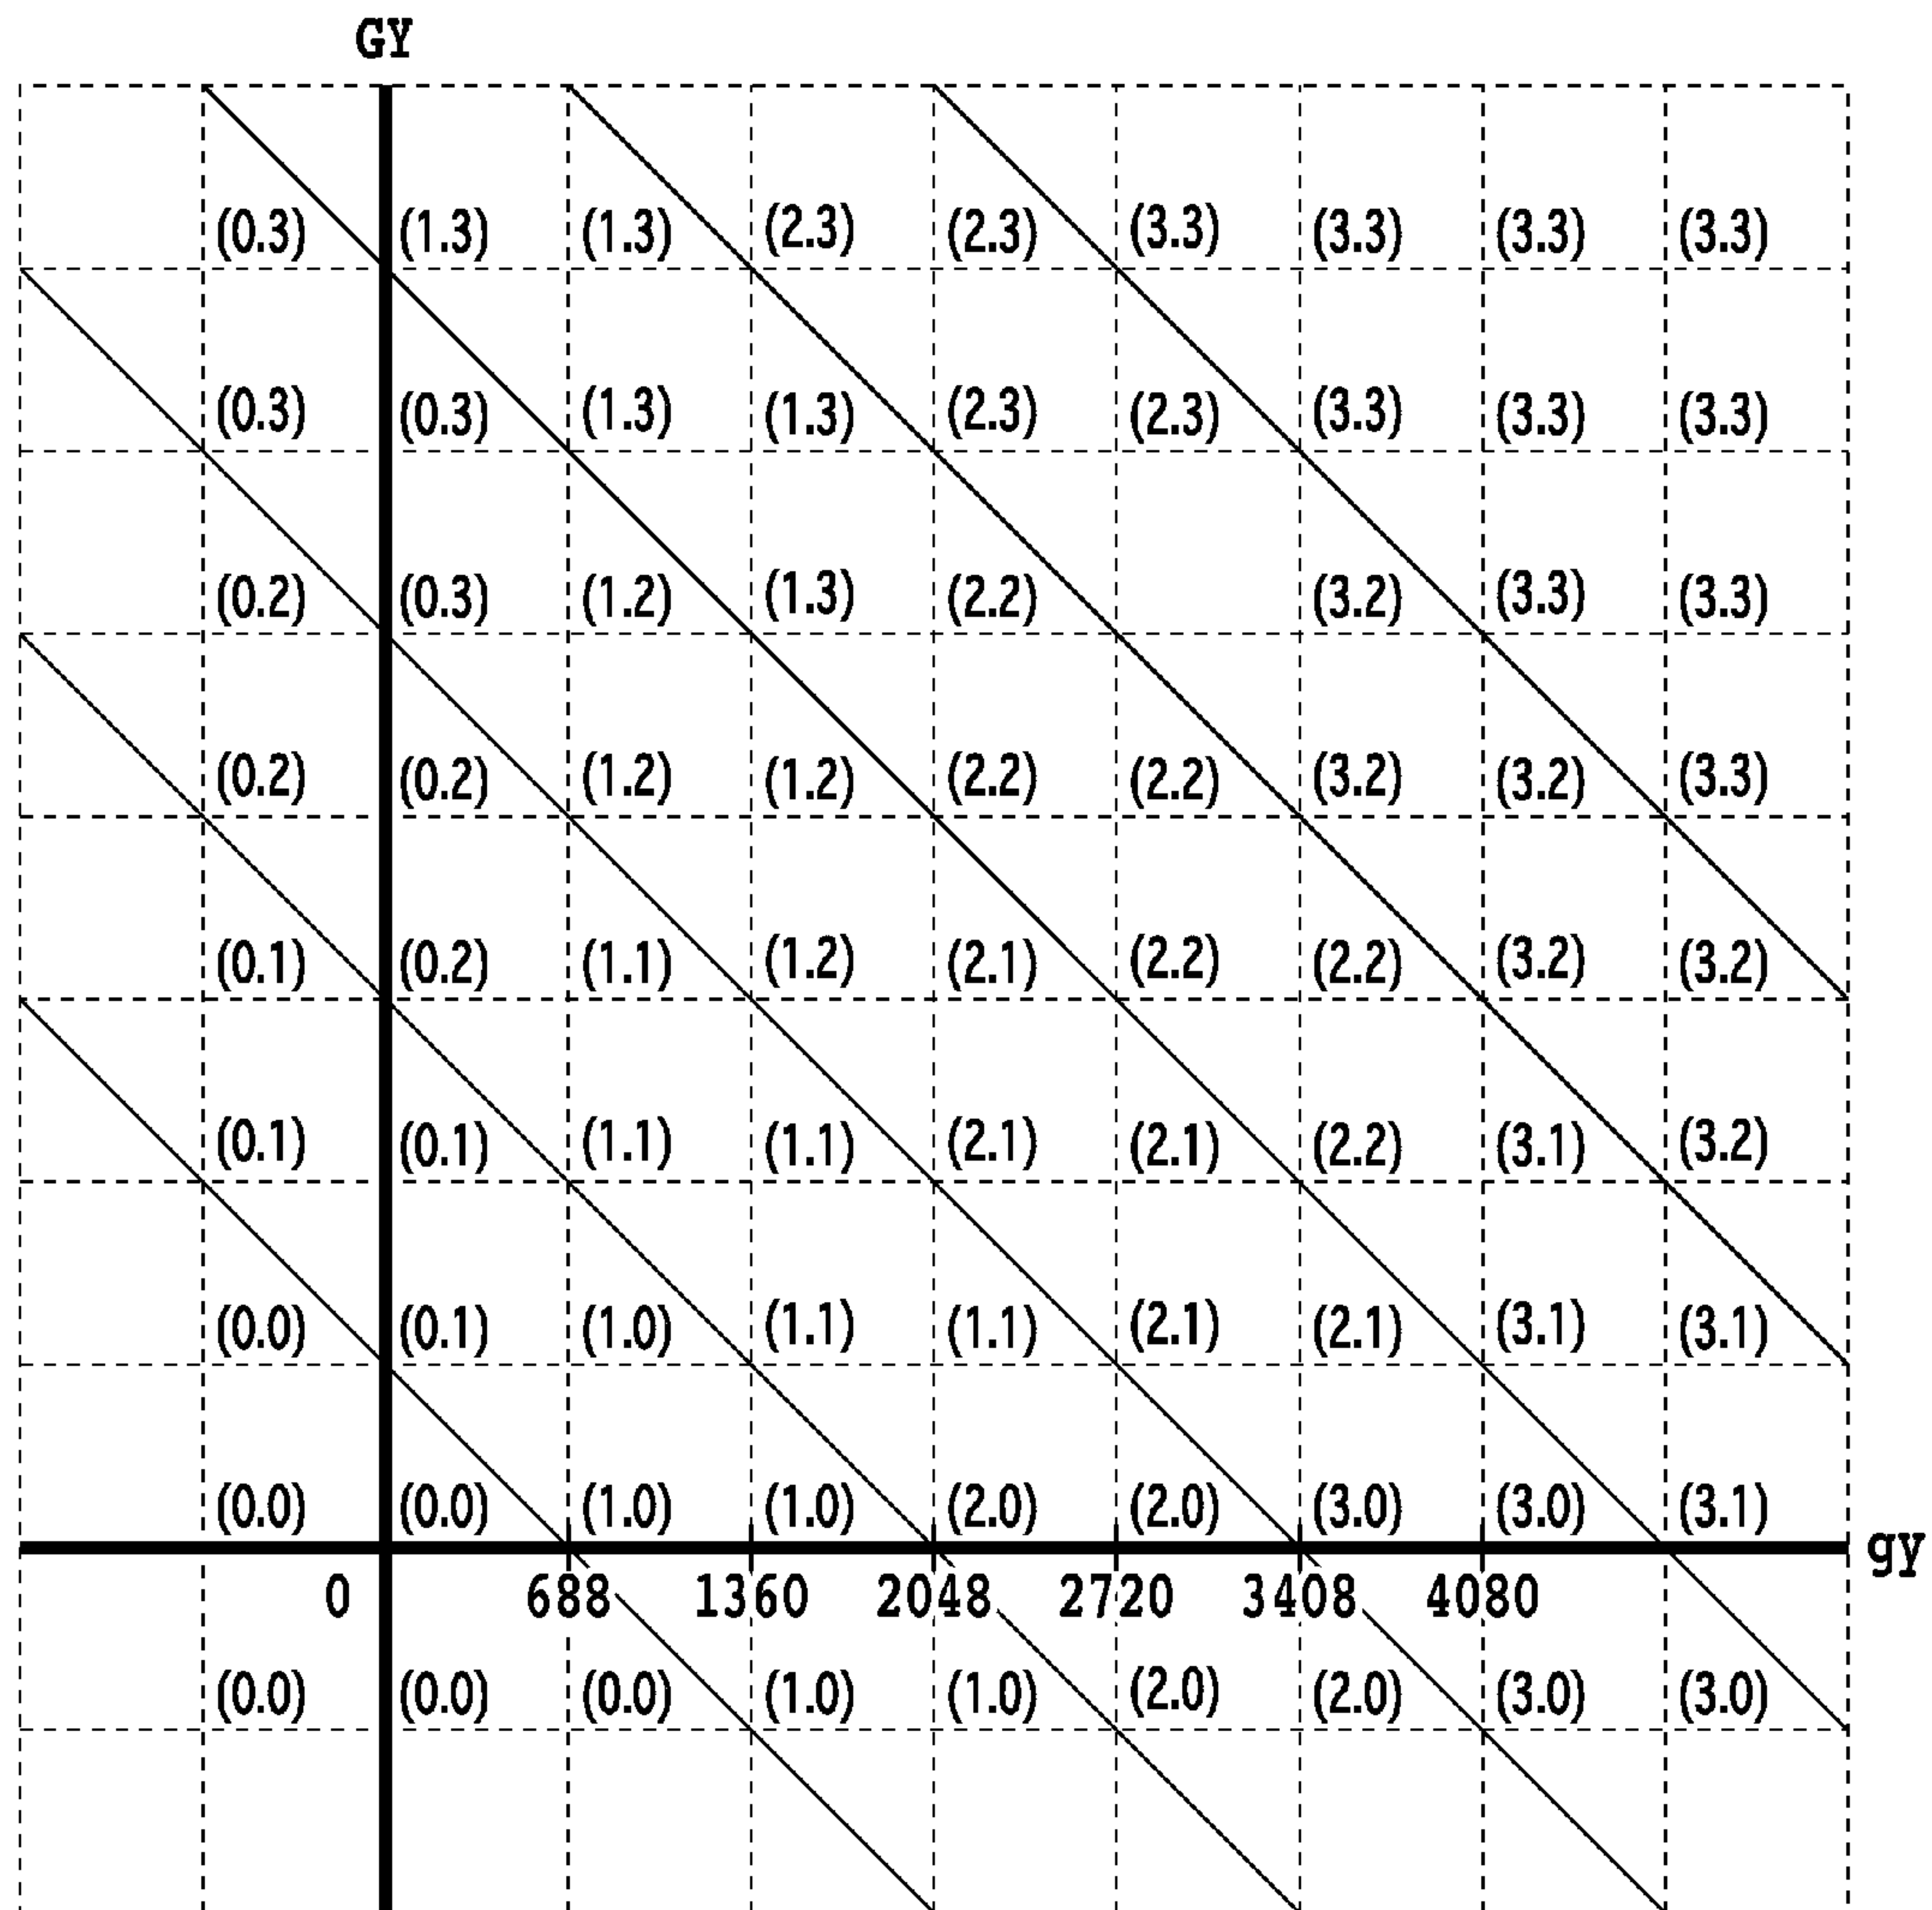 GY
(0.3) (1.3) (1.3) (2.3) (2.3) (3.3) (3.3) (3.3) (3.3)
(0.3) (0.3) (1.3) (1.3) (2.3) (2.3) (3.3) (3.3) (3.3)
(0.2) (0.3) (1.2) (1.3) (2.2) (3.2) (3.3) (3.3)
(0.2) (0.2) (1.2) (1.2) (2.2) (2.2) (3.2) (3.2) (3.3)
(0.1) (0.2) (1.1) (1.2) (2.1) (2.2) (2.2) (3.2) (3.2)
(0.1) (0.1) (1.1) (1.1) (2.1) (2.1) (2.2) (3.1) (3.2)
(0.0) (0.1) (1.0) (1.1) (1.1) (2.1) (2.1) (3.1) (3.1)
(0.0) (0.0) (1.0) (1.0) (2.0) (2.0) (3.0) (3.0) (3.1)
gy
0 688 1360 2048 2720 3408 4080
(0.0) (0.0) (0.0) (1.0) (1.0) (2.0) (2.0) (3.0) (3.0)